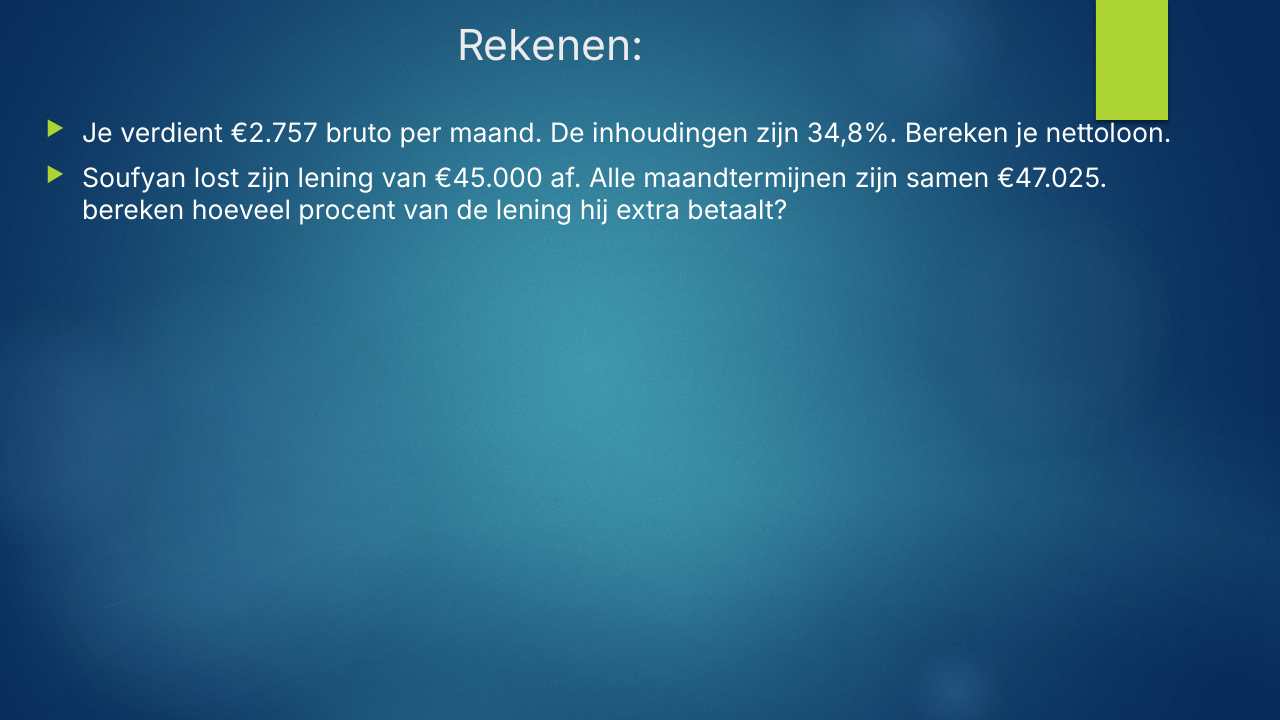 Rekenen:
Je verdient €2.757 bruto per maand. De inhoudingen zijn 34,8%. Bereken je nettoloon.
Soufyan lost zijn lening van €45.000 af. Alle maandtermijnen zijn samen €47.025.
bereken hoeveel procent van de lening hij extra betaalt?